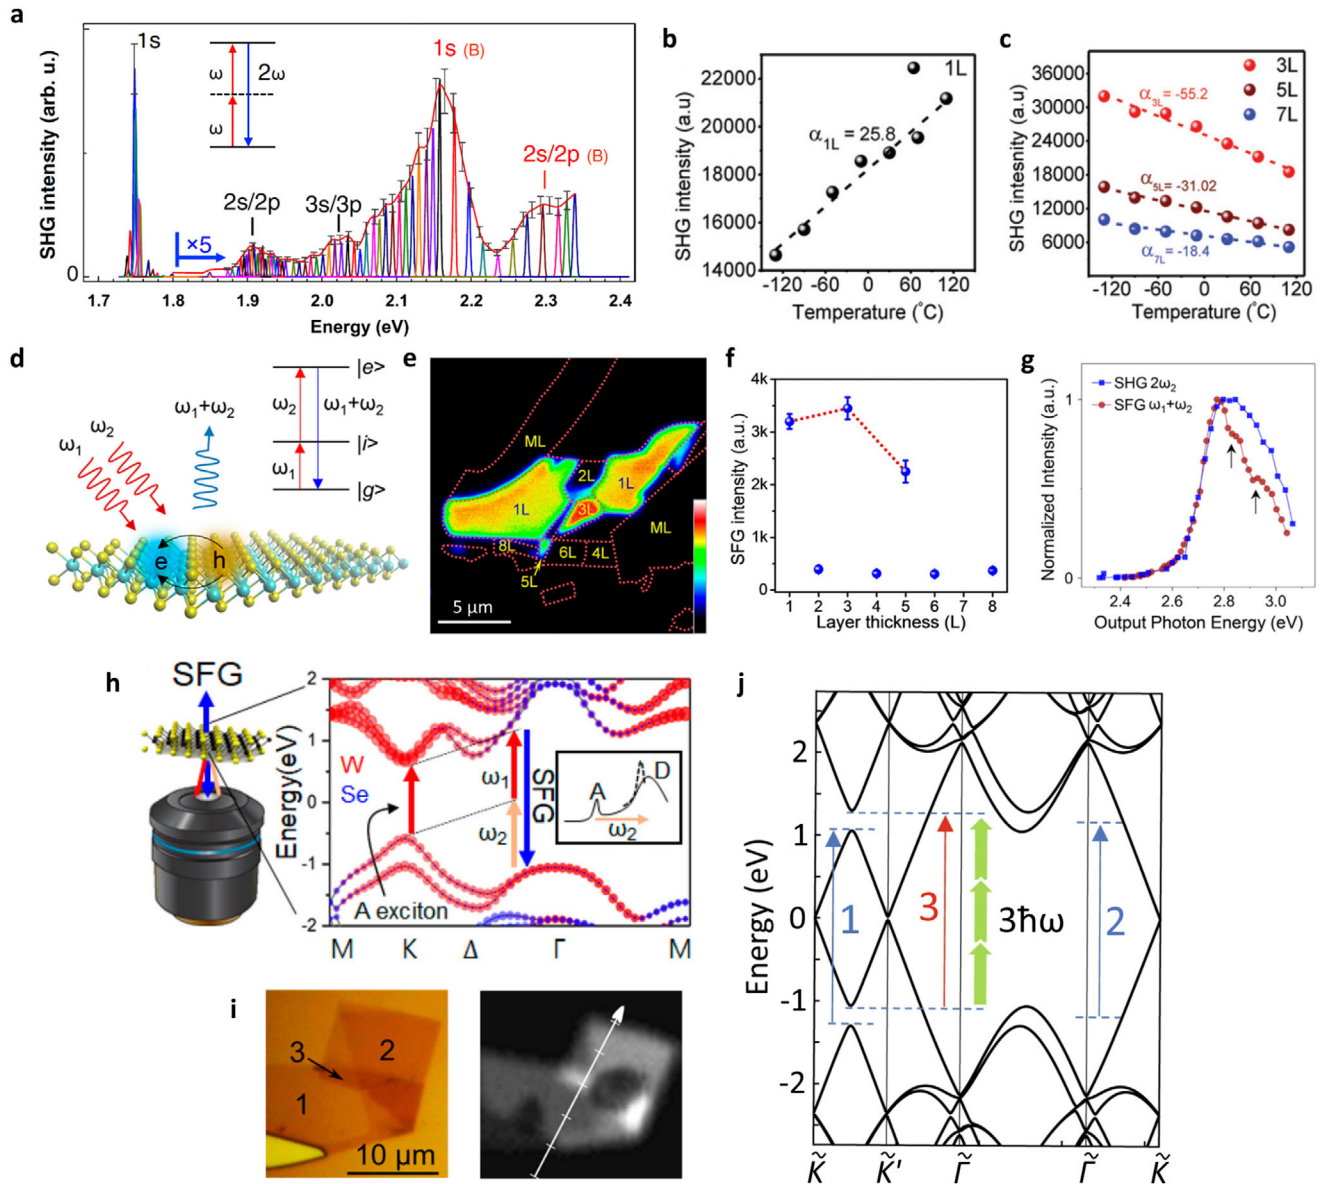 a
SHG intensity (arb. u.)
0
1s
ω
ω
2ω
×5
2s/2p
3s/3p
1s (B)
2s/2p (B)
1.7 1.8 1.9 2.0 2.1 2.2 2.3 2.4
Energy (eV)
b
SHG intensity (a.u)
22000
20000
18000
16000
14000
1L
α1L = 25.8
-120 -60 0 60 120
Temperature (°C)
c
SHG intesnity (a.u)
36000
30000
24000
18000
12000
6000
3L
5L
7L
α3L = -55.2
α5L = -31.02
α7L = -18.4
-120 -60 0 60 120
Temperature (°C)
d
ω1
ω2
ω1+ω2
e
h
|e>
ω2
ω1+ω2
|i>
ω1
|g>
e
ML
2L
1L
1L
3L
ML
8L
6L
4L
5L
5 μm
f
SFG intensity (a.u.)
4k
3k
2k
1k
0
1 2 3 4 5 6 7 8
Layer thickness (L)
g
Normalized Intensity (a.u.)
1
0
SHG 2ω2
SFG ω1+ω2
2.4 2.6 2.8 3.0
Output Photon Energy (eV)
h
SFG
Energy(eV)
2
1
0
-1
-2
W
Se
ω1
ω2
SFG
A
D
ω2
A exciton
M K Δ Γ M
i
3
2
1
10 μm
j
Energy (eV)
2
1
0
-1
-2
1
3
3ħω
2
K̃ K̃' Γ̃ Γ̃ K̃